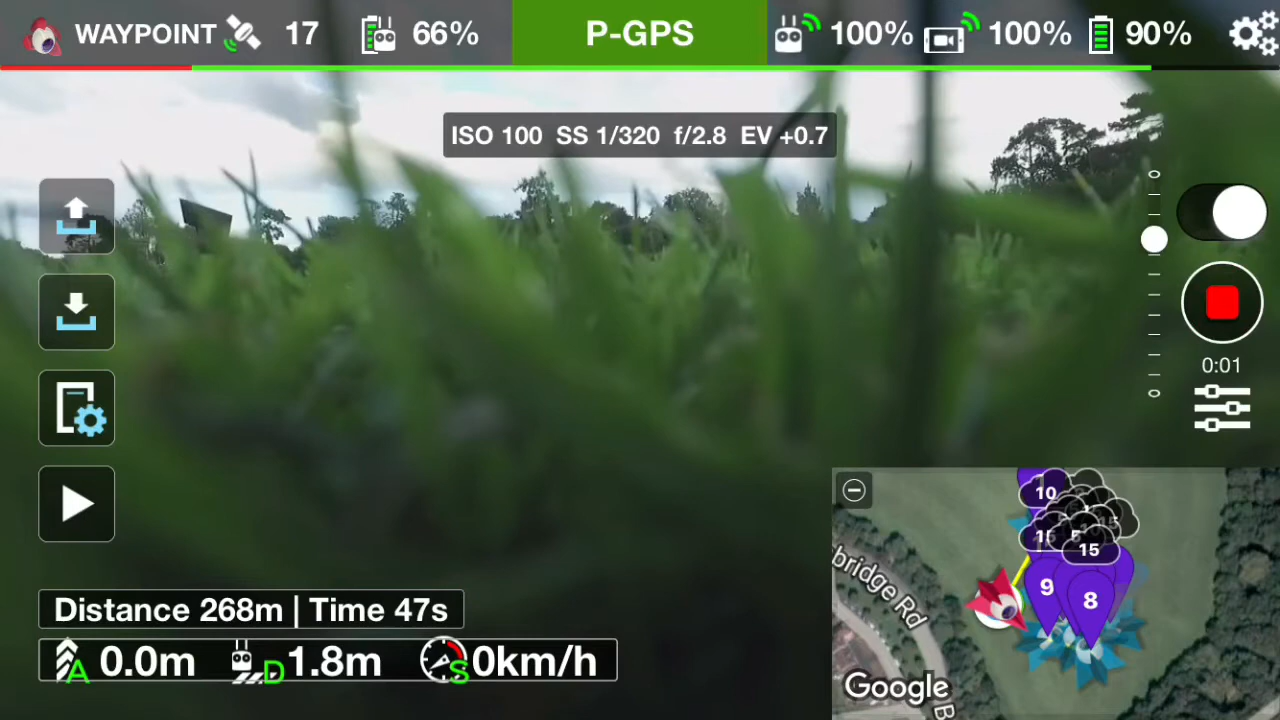 WAYPOINT 17 66% P-GPS 100% 100% 90%
ISO 100 SS 1/320 f/2.8 EV +0.7
0:01
10
15
15
9
8
bridge Rd
B
Google
Distance 268m | Time 47s
A 0.0m D 1.8m S 0km/h